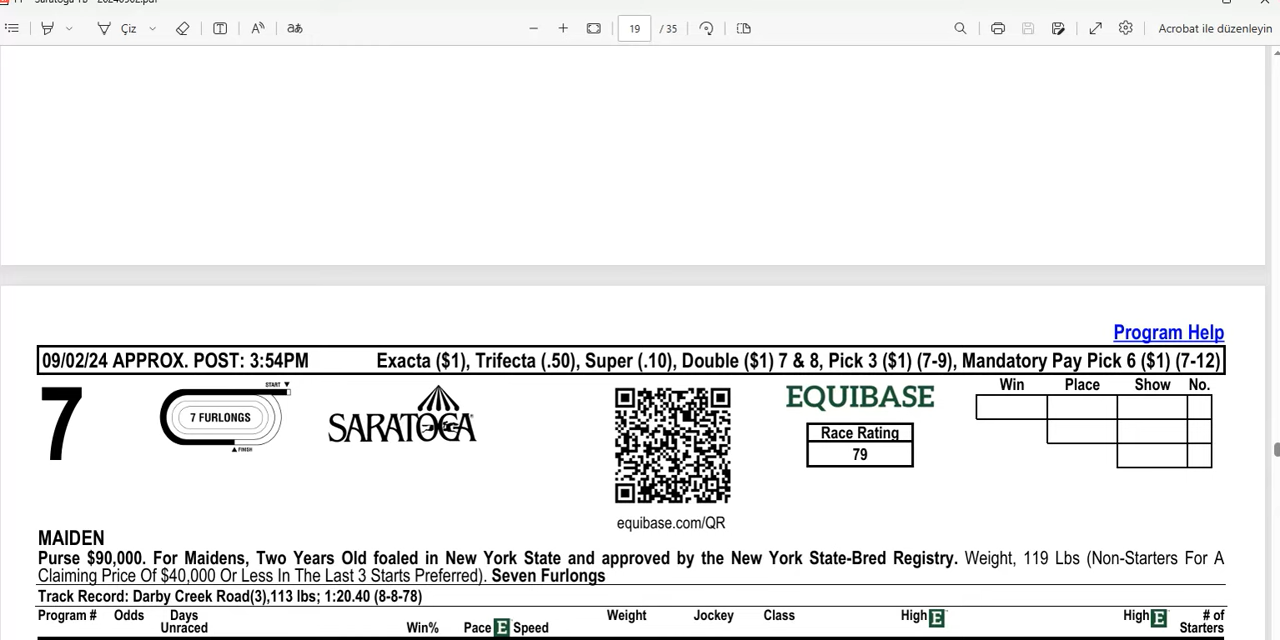 Çiz
A
aあ
19
/ 35
Acrobat ile düzenleyin
Program Help
09/02/24 APPROX. POST: 3:54PM Exacta ($1), Trifecta (.50), Super (.10), Double ($1) 7 & 8, Pick 3 ($1) (7-9), Mandatory Pay Pick 6 ($1) (7-12)
7
START
7 FURLONGS
FINISH
SARATOGA
equibase.com/QR
EQUIBASE
Race Rating
79
Win Place Show No.
MAIDEN
Purse $90,000. For Maidens, Two Years Old foaled in New York State and approved by the New York State-Bred Registry. Weight, 119 Lbs (Non-Starters For A
Claiming Price Of $40,000 Or Less In The Last 3 Starts Preferred). Seven Furlongs
Track Record: Darby Creek Road(3),113 lbs; 1:20.40 (8-8-78)
Program # Odds Days Weight Jockey Class High E High E # of
Unraced Win% Pace E Speed Starters